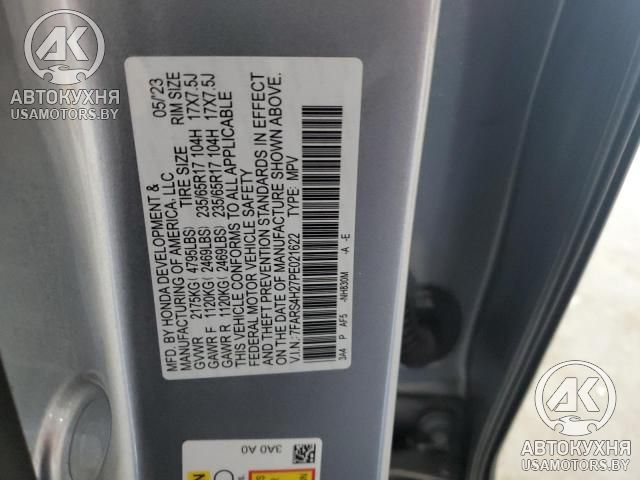 AK
АВТОКУХНЯ
USAMOTORS.BY
MFD. BY HONDA DEVELOPMENT & 05/'23
MANUFACTURING OF AMERICA, LLC
TIRE SIZE RIM SIZE
GVWR 2175KG( 4795LBS) 235/65R17 104H 17X7.5J
GAWR F 1120KG( 2469LBS) 235/65R17 104H 17X7.5J
GAWR R 1120KG( 2469LBS)
THIS VEHICLE CONFORMS TO ALL APPLICABLE
FEDERAL MOTOR VEHICLE SAFETY
AND THEFT PREVENTION STANDARDS IN EFFECT
ON THE DATE OF MANUFACTURE SHOWN ABOVE.
V.I.N.:7FARS4H27PE021622 TYPE: MPV
3A4 P AF5 -NH830M -A -E
3A0 A0
AK
АВТОКУХНЯ
USAMOTORS.BY